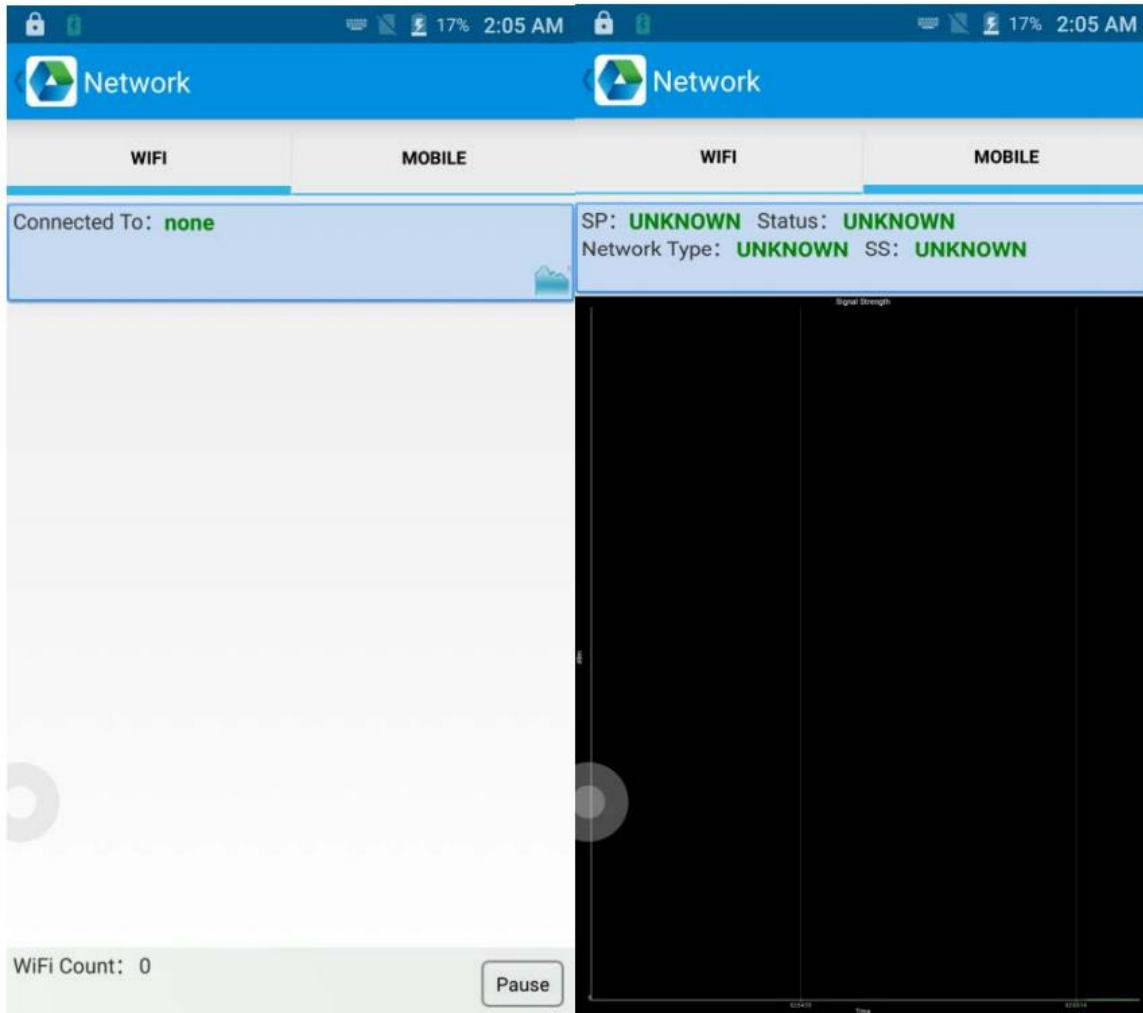 17% 2:05 AM
Network
WIFI MOBILE
Connected To: none
WiFi Count: 0
Pause
17% 2:05 AM
Network
WIFI MOBILE
SP: UNKNOWN Status: UNKNOWN
Network Type: UNKNOWN SS: UNKNOWN
Signal Strength
Time